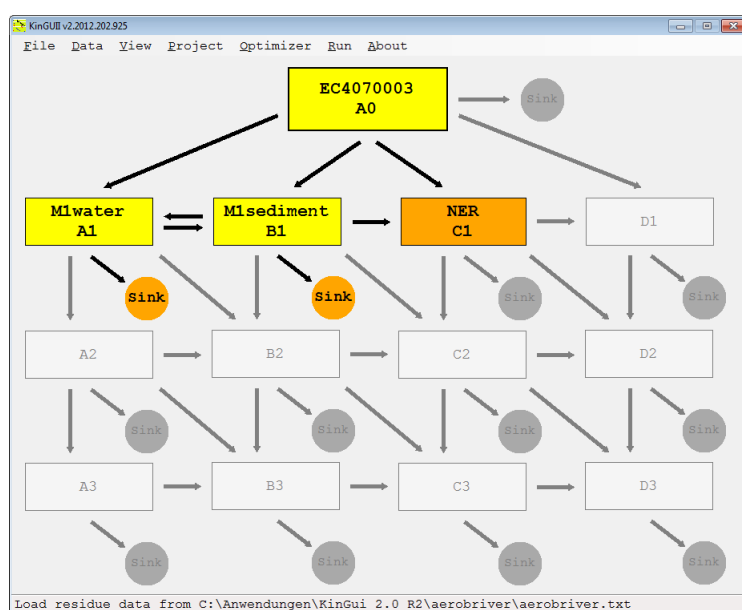 KinGUII v2.2012.202.925
File Data View Project Optimizer Run About
EC4070003
A0
Sink
M1water
A1
M1sediment
B1
NER
C1
D1
Sink
Sink
Sink
Sink
A2
B2
C2
D2
Sink
Sink
Sink
Sink
A3
B3
C3
D3
Sink
Sink
Sink
Sink
Load residue data from C:\Anwendungen\KinGui 2.0 R2\aerobriver\aerobriver.txt